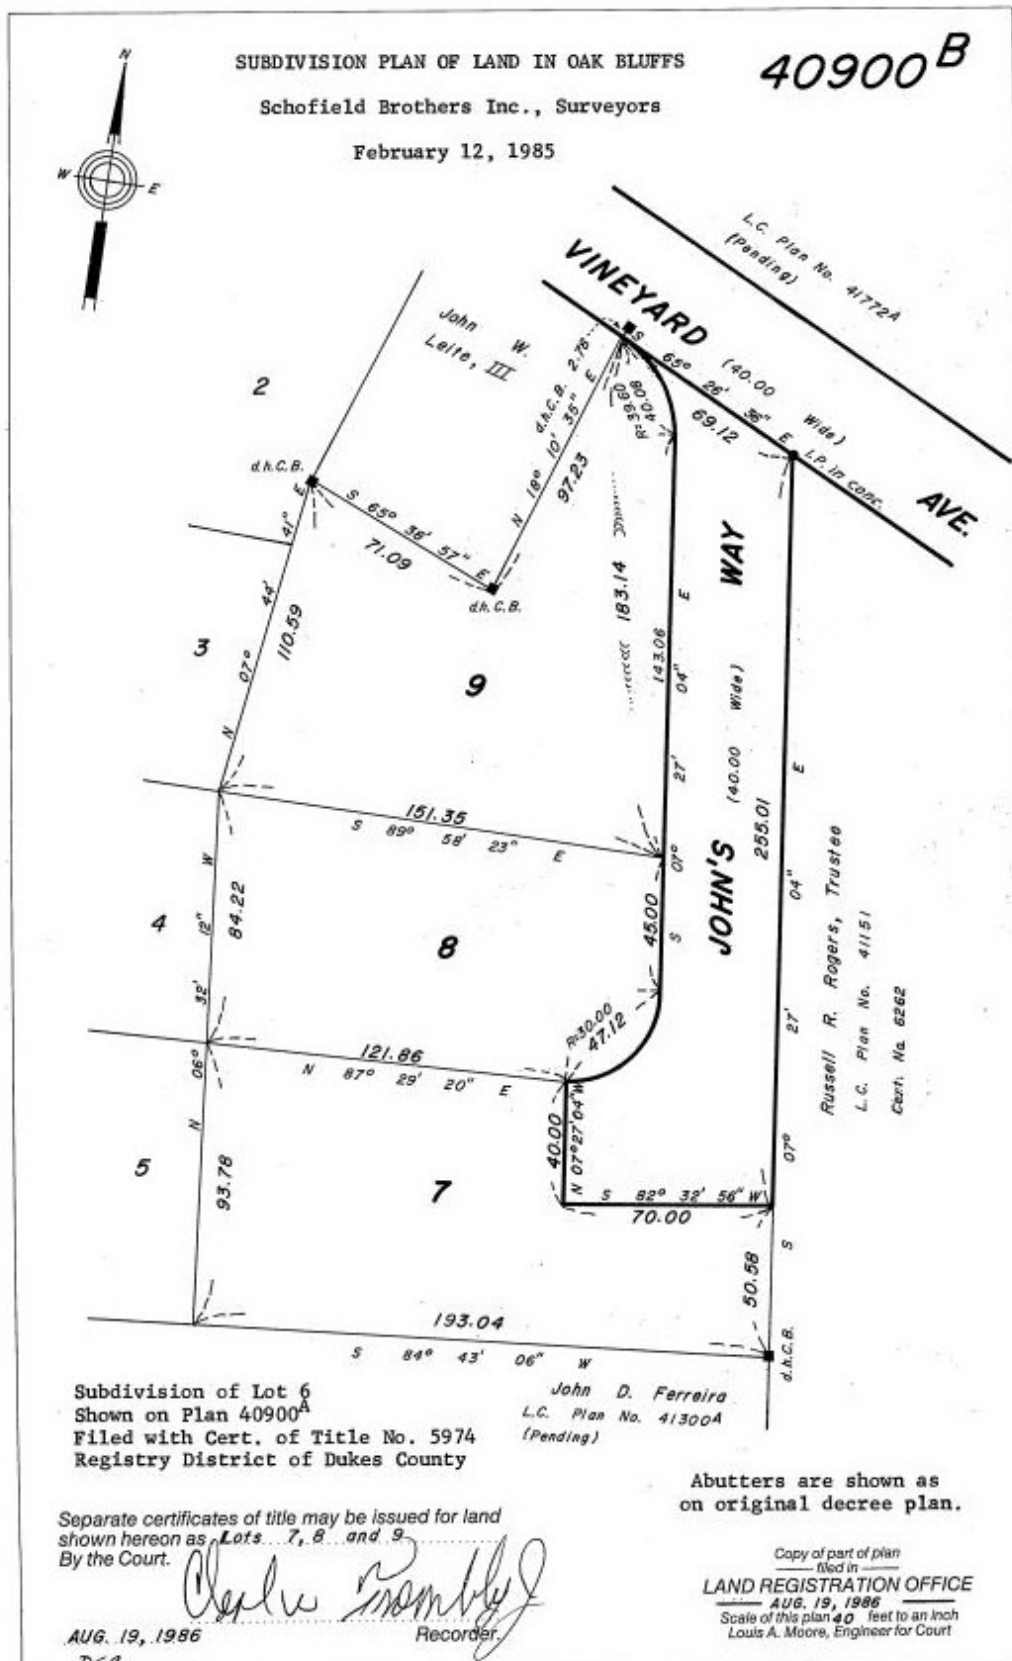 SUBDIVISION PLAN OF LAND IN OAK BLUFFS
40900 B
Schofield Brothers Inc., Surveyors
February 12, 1985
N
W
E
L.C. Plan No. 41772A
(Pending)
VINEYARD AVE.
(40.00 Wide)
John W.
Leite, III
2
d.h.C.B. 2.78
S 65° 26' 36" E
69.12
I.P. in conc.
R=39.60
40.08
d.h.C.B.
S 65° 36' 57" E
71.09
N 18° 10' 35" E
97.23
d.h.C.B.
N 07° 44' 41" E
110.59
3
9
183.14
143.06
S 07° 27' 04" E
JOHN'S WAY
(40.00 Wide)
255.01
S 07° 27' 04" E
151.35
S 89° 58' 23" E
Russell R. Rogers, Trustee
L.C. Plan No. 41151
Cert. No. 6262
4
84.22
8
45.00
N 06° 32' 12" W
R=30.00
47.12
121.86
N 87° 29' 20" E
40.00
N 07° 27' 04" W
5
93.78
7
S 82° 32' 56" W
70.00
50.58
193.04
S 84° 43' 06" W
d.h.C.B.
John D. Ferreira
L.C. Plan No. 41300A
(Pending)
Subdivision of Lot 6
Shown on Plan 40900A
Filed with Cert. of Title No. 5974
Registry District of Dukes County
Abutters are shown as
on original decree plan.
Separate certificates of title may be issued for land
shown hereon as Lots 7, 8 and 9
By the Court.
Recorder.
AUG. 19, 1986
Copy of part of plan
filed in
LAND REGISTRATION OFFICE
AUG. 19, 1986
Scale of this plan 40 feet to an inch
Louis A. Moore, Engineer for Court